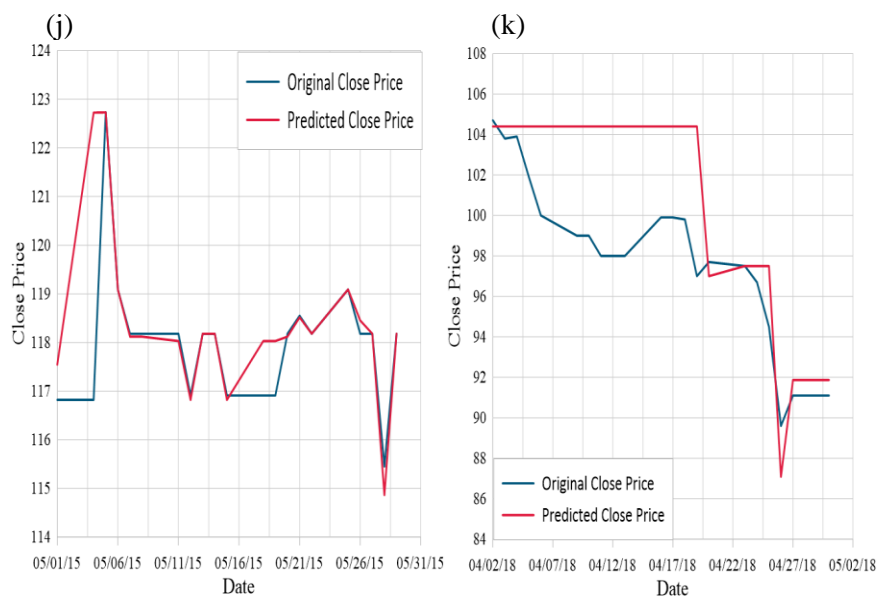 (j)
124
123
122
121
120
119
118
117
116
115
114
Close Price
Original Close Price
Predicted Close Price
05/01/15 05/06/15 05/11/15 05/16/15 05/21/15 05/26/15 05/31/15
Date
(k)
108
106
104
102
100
98
96
94
92
90
88
86
84
Close Price
Original Close Price
Predicted Close Price
04/02/18 04/07/18 04/12/18 04/17/18 04/22/18 04/27/18 05/02/18
Date